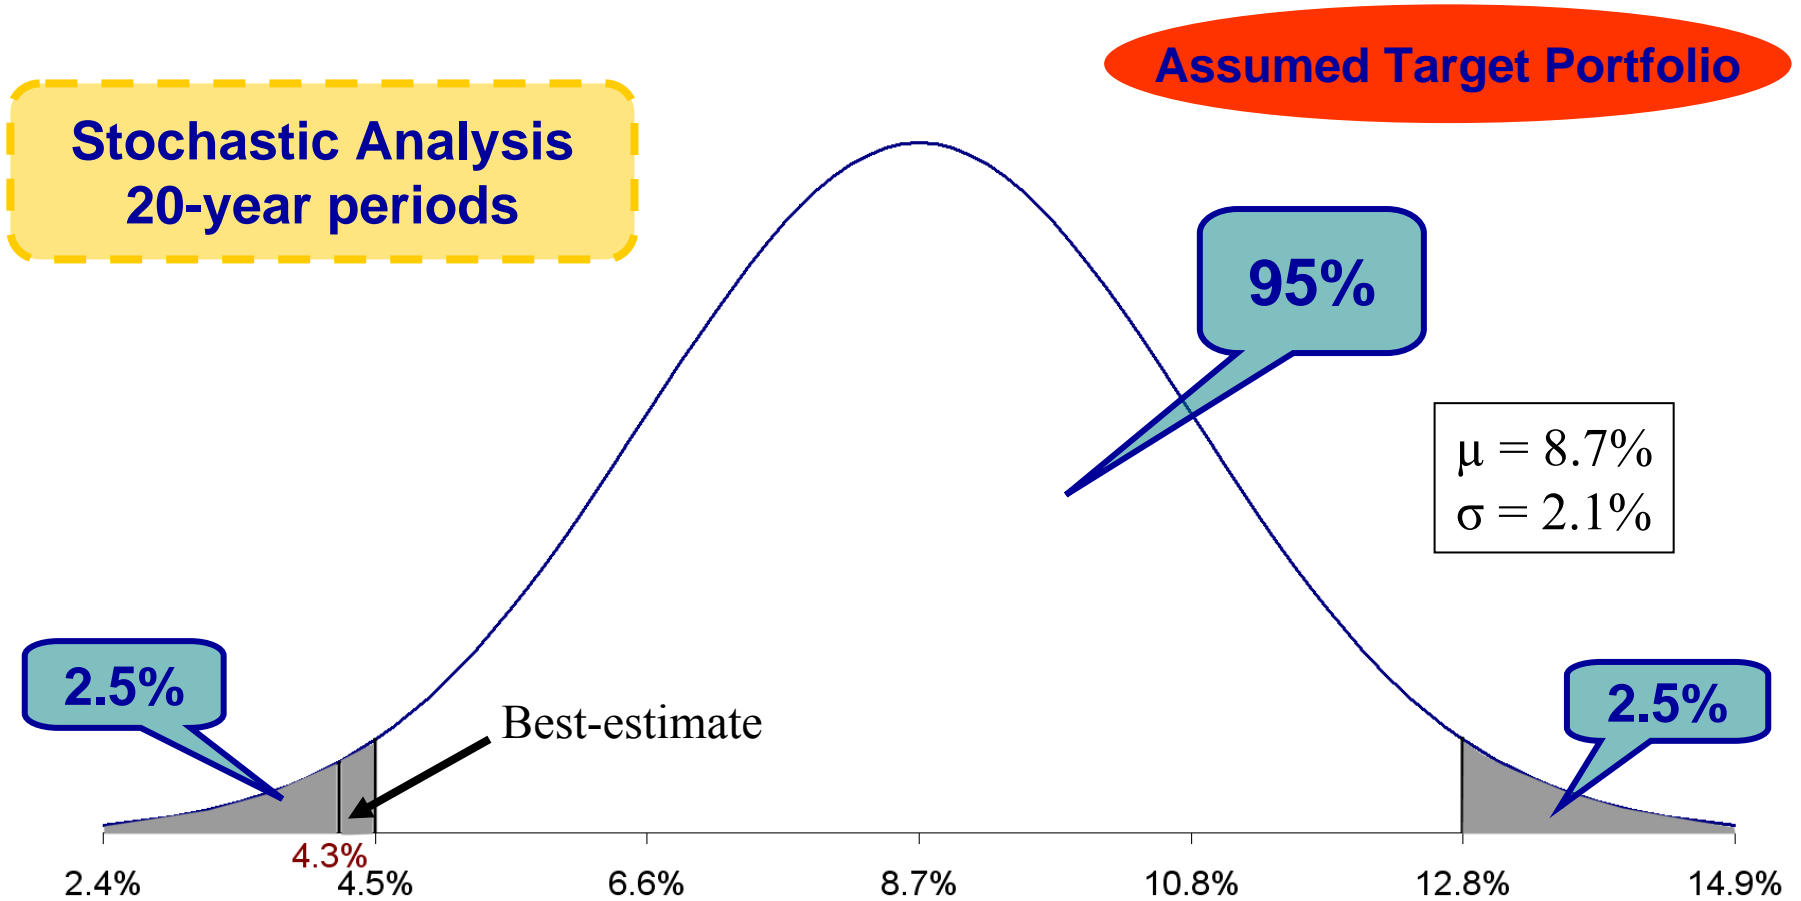 Assumed Target Portfolio
Stochastic Analysis
20-year periods
95%
μ = 8.7%
σ = 2.1%
2.5%
Best-estimate
2.5%
4.3%
2.4%
4.5%
6.6%
8.7%
10.8%
12.8%
14.9%